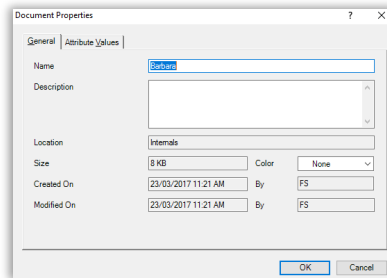 Document Properties ? X
General Attribute Values
Name Barbara
Description
Location Internals
Size 8 KB Color None
Created On 23/03/2017 11:21 AM By FS
Modified On 23/03/2017 11:21 AM By FS
OK Cancel